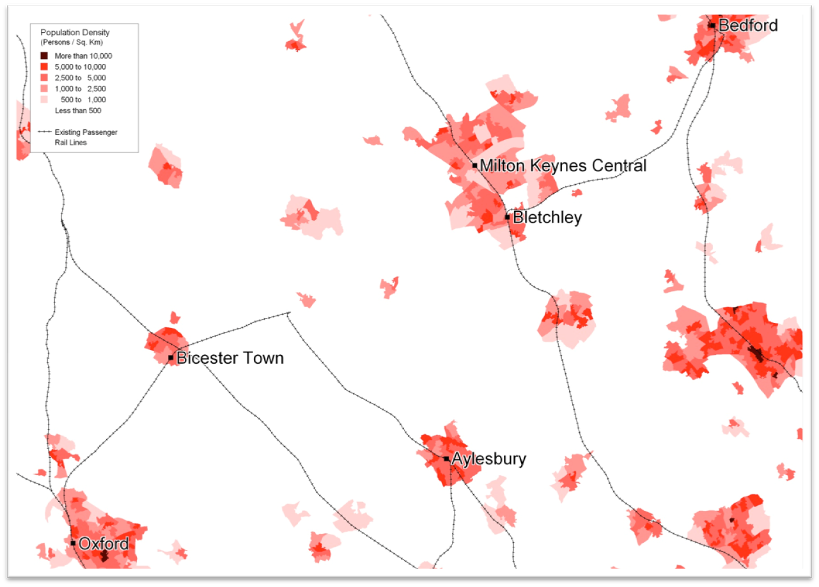 Population Density
(Persons / Sq. Km)
More than 10,000
5,000 to 10,000
2,500 to 5,000
1,000 to 2,500
500 to 1,000
Less than 500
Existing Passenger
Rail Lines
Bedford
Milton Keynes Central
Bletchley
Bicester Town
Aylesbury
Oxford